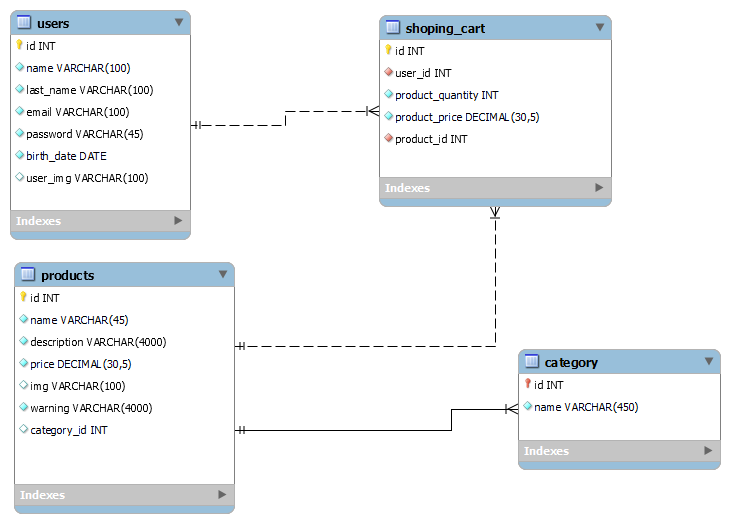 users
id INT
name VARCHAR(100)
last_name VARCHAR(100)
email VARCHAR(100)
password VARCHAR(45)
birth_date DATE
user_img VARCHAR(100)
Indexes
shoping_cart
id INT
user_id INT
product_quantity INT
product_price DECIMAL(30,5)
product_id INT
Indexes
products
id INT
name VARCHAR(45)
description VARCHAR(4000)
price DECIMAL(30,5)
img VARCHAR(100)
warning VARCHAR(4000)
category_id INT
Indexes
category
id INT
name VARCHAR(450)
Indexes